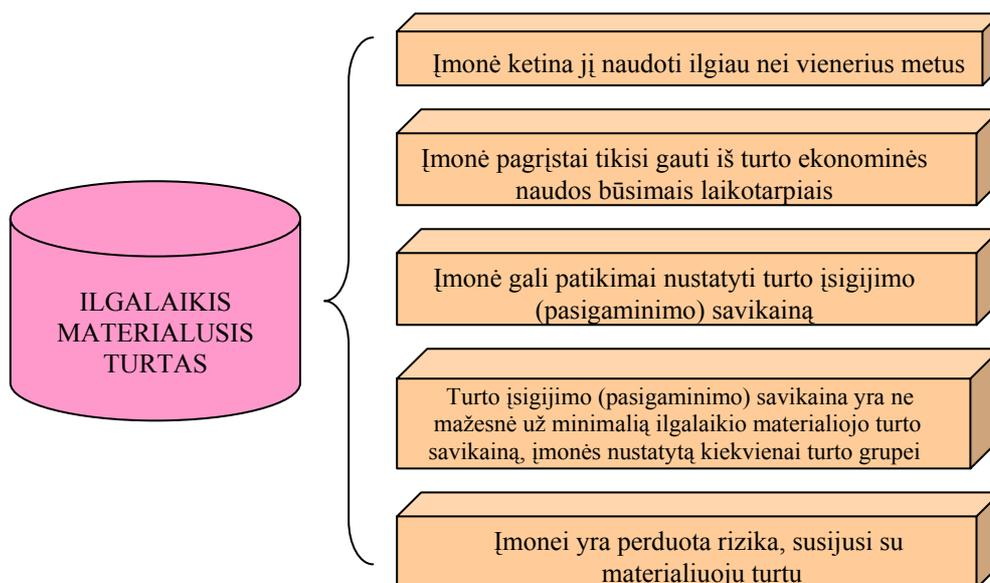 ILGALAIKIS
MATERIALUSIS
TURTAS
Įmonė ketina jį naudoti ilgiau nei vienerius metus
Įmonė pagrįstai tikisi gauti iš turto ekonominės
naudos būsimais laikotarpiais
Įmonė gali patikimai nustatyti turto įsigijimo
(pasigaminimo) savikainą
Turto įsigijimo (pasigaminimo) savikaina yra ne
mažesnė už minimalią ilgalaikio materialiojo turto
savikainą, įmonės nustatytą kiekvienai turto grupei
Įmonei yra perduota rizika, susijusi su
materialiuoju turtu